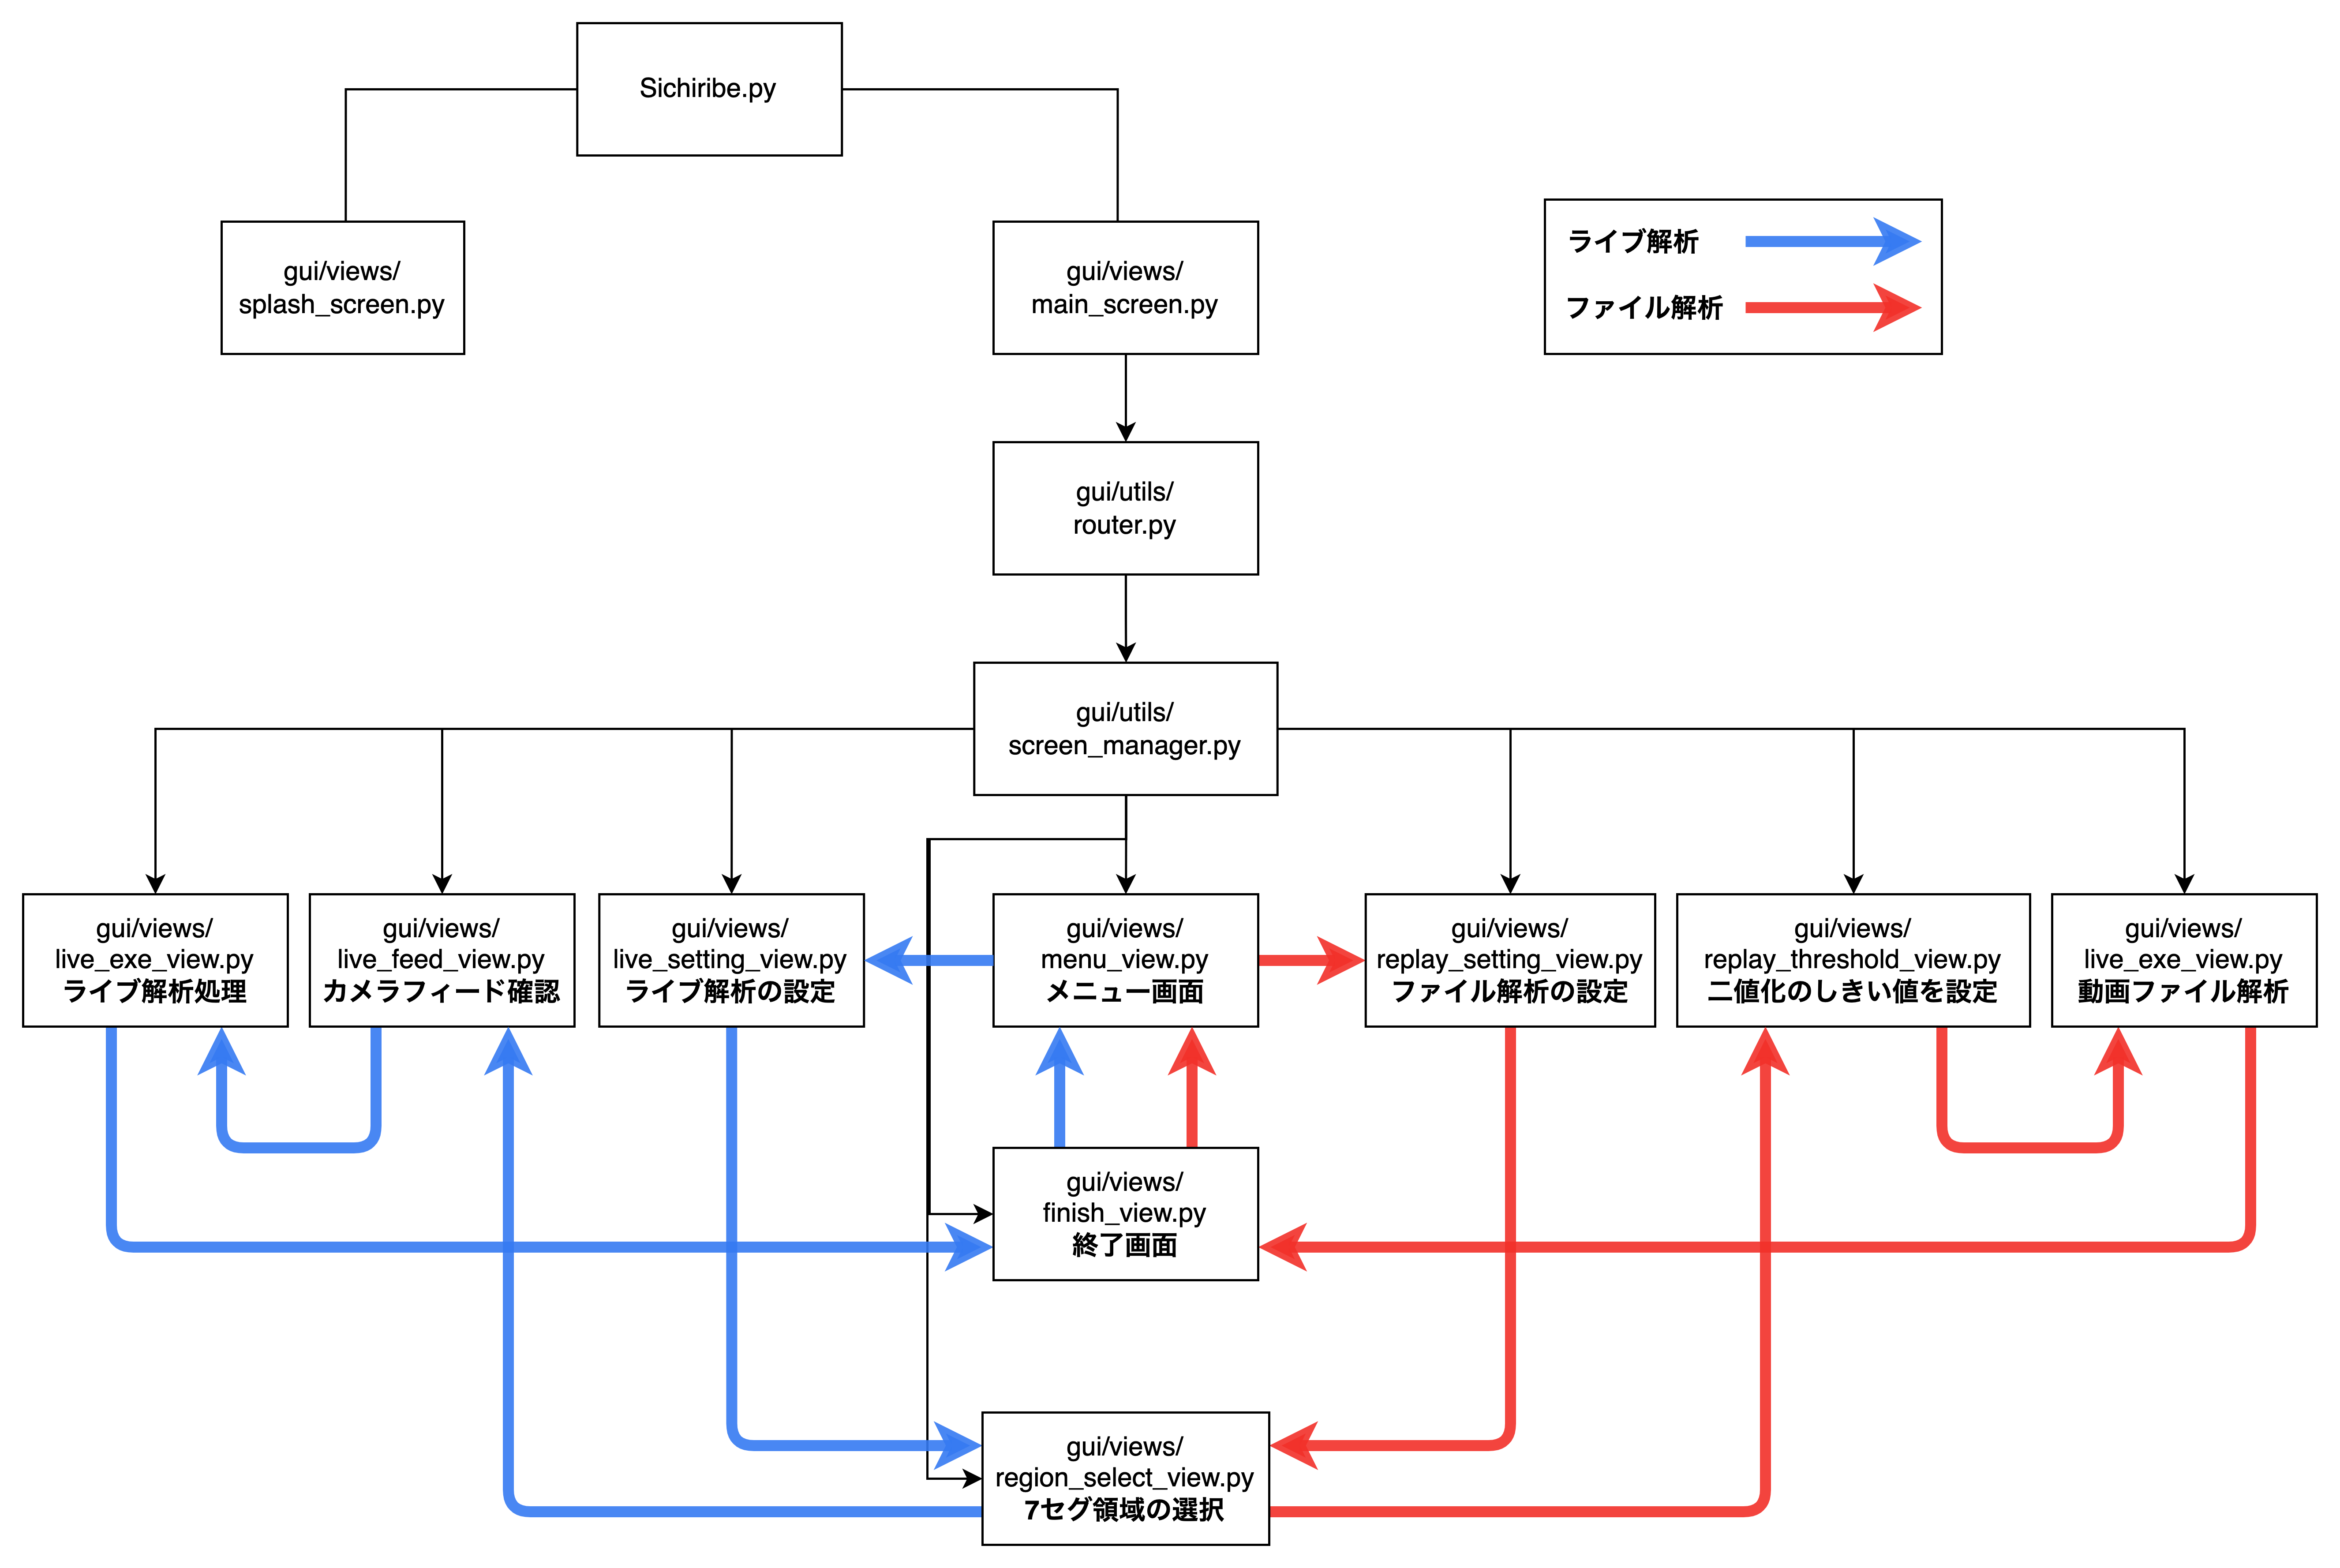 Sichiribe.py
gui/views/
splash_screen.py
gui/views/
main_screen.py
ライブ解析
ファイル解析
gui/utils/
router.py
gui/utils/
screen_manager.py
gui/views/
live_exe_view.py
ライブ解析処理
gui/views/
live_feed_view.py
カメラフィード確認
gui/views/
live_setting_view.py
ライブ解析の設定
gui/views/
menu_view.py
メニュー画面
gui/views/
replay_setting_view.py
ファイル解析の設定
gui/views/
replay_threshold_view.py
二値化のしきい値を設定
gui/views/
live_exe_view.py
動画ファイル解析
gui/views/
finish_view.py
終了画面
gui/views/
region_select_view.py
7セグ領域の選択